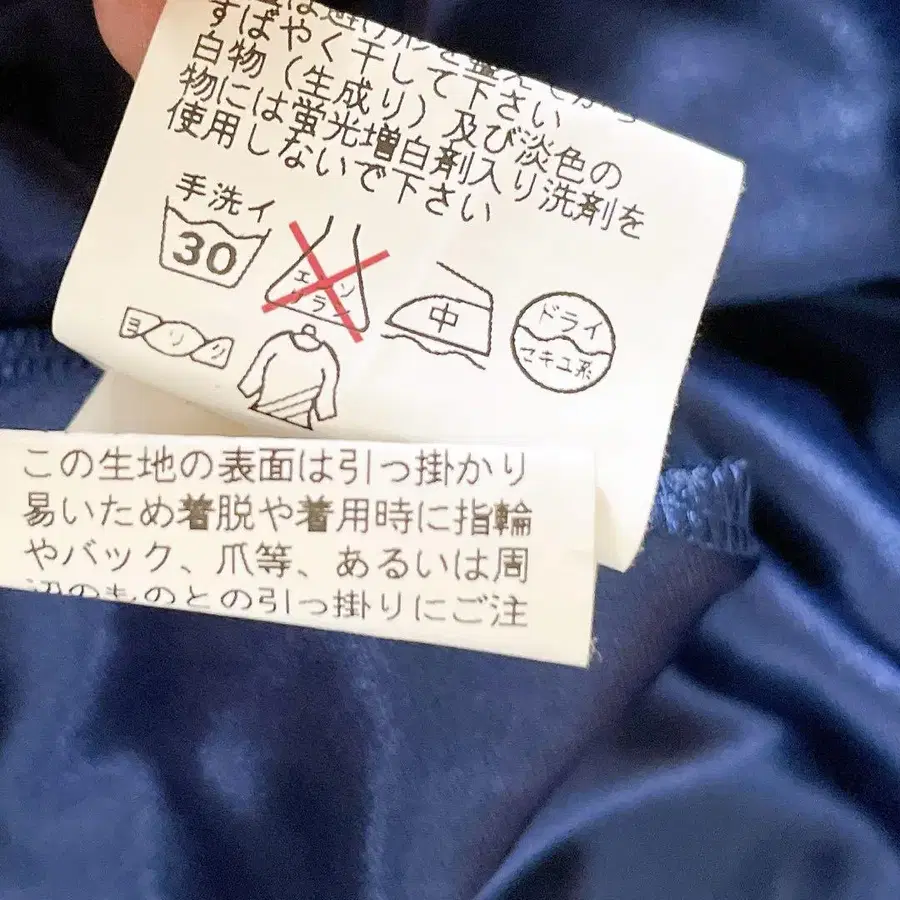 すばやく干して下さい
白物（生成り）及び淡色の
物には蛍光増白剤入り洗剤を
使用しないで下さい
手洗イ
30
エンソ
中
ドライ
セキユ系
ヨワク
この生地の表面は引っ掛かり
易いため着脱や着用時に指輪
やバック、爪等、あるいは周
辺のものとの引っ掛りにご注